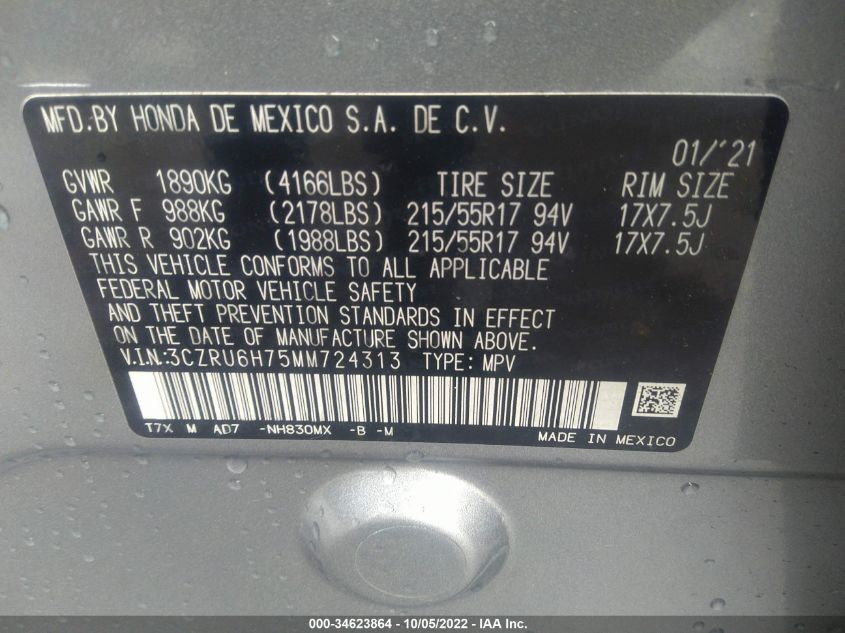 MFD.BY HONDA DE MEXICO S.A. DE C.V.
01/'21
GVWR 1890KG (4166LBS) TIRE SIZE RIM SIZE
GAWR F 988KG (2178LBS) 215/55R17 94V 17X7.5J
GAWR R 902KG (1988LBS) 215/55R17 94V 17X7.5J
THIS VEHICLE CONFORMS TO ALL APPLICABLE
FEDERAL MOTOR VEHICLE SAFETY
AND THEFT PREVENTION STANDARDS IN EFFECT
ON THE DATE OF MANUFACTURE SHOWN ABOVE.
V.I.N.:3CZRU6H75MM724313 TYPE: MPV
T7X M AD7 -NH830MX -B -M
MADE IN MEXICO
000-34623864 - 10/05/2022 - IAA Inc.